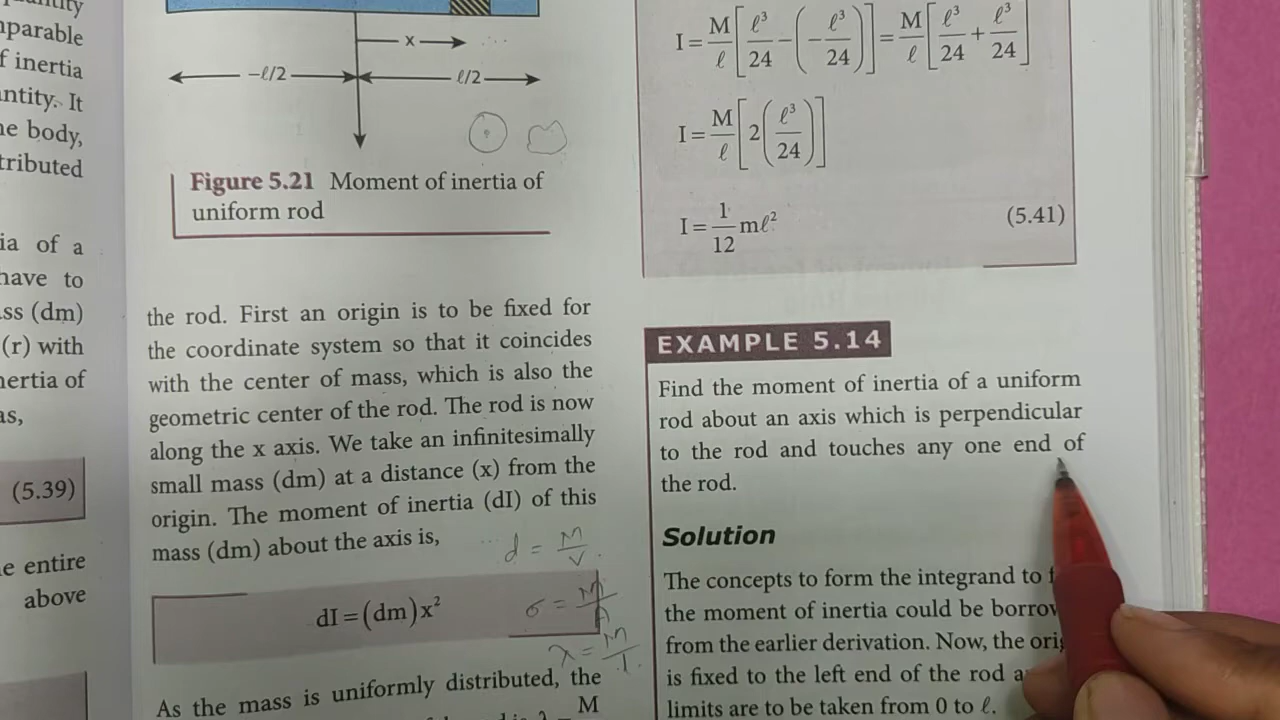 parable
f inertia
ntity. It
ne body,
tributed
ia of a
have to
ss (dm)
(r) with
nertia of
as,
(5.39)
e entire
above
x
-ℓ/2
ℓ/2
Figure 5.21 Moment of inertia of
uniform rod
the rod. First an origin is to be fixed for
the coordinate system so that it coincides
with the center of mass, which is also the
geometric center of the rod. The rod is now
along the x axis. We take an infinitesimally
small mass (dm) at a distance (x) from the
origin. The moment of inertia (dI) of this
mass (dm) about the axis is,
d = M/V
dI = (dm) x²
σ = M/A
λ = M/
As the mass is uniformly distributed, the
M
I = M/ℓ [ℓ³/24 − (−ℓ³/24)] = M/ℓ [ℓ³/24 + ℓ³/24]
I = M/ℓ [2(ℓ³/24)]
I = 1/12 mℓ² (5.41)
EXAMPLE 5.14
Find the moment of inertia of a uniform
rod about an axis which is perpendicular
to the rod and touches any one end of
the rod.
Solution
The concepts to form the integrand to f
the moment of inertia could be borrow
from the earlier derivation. Now, the ori
is fixed to the left end of the rod a
limits are to be taken from 0 to ℓ.